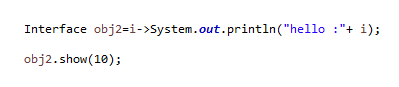 Interface obj2=i->System.out.println("hello :"+ i);
obj2.show(10);